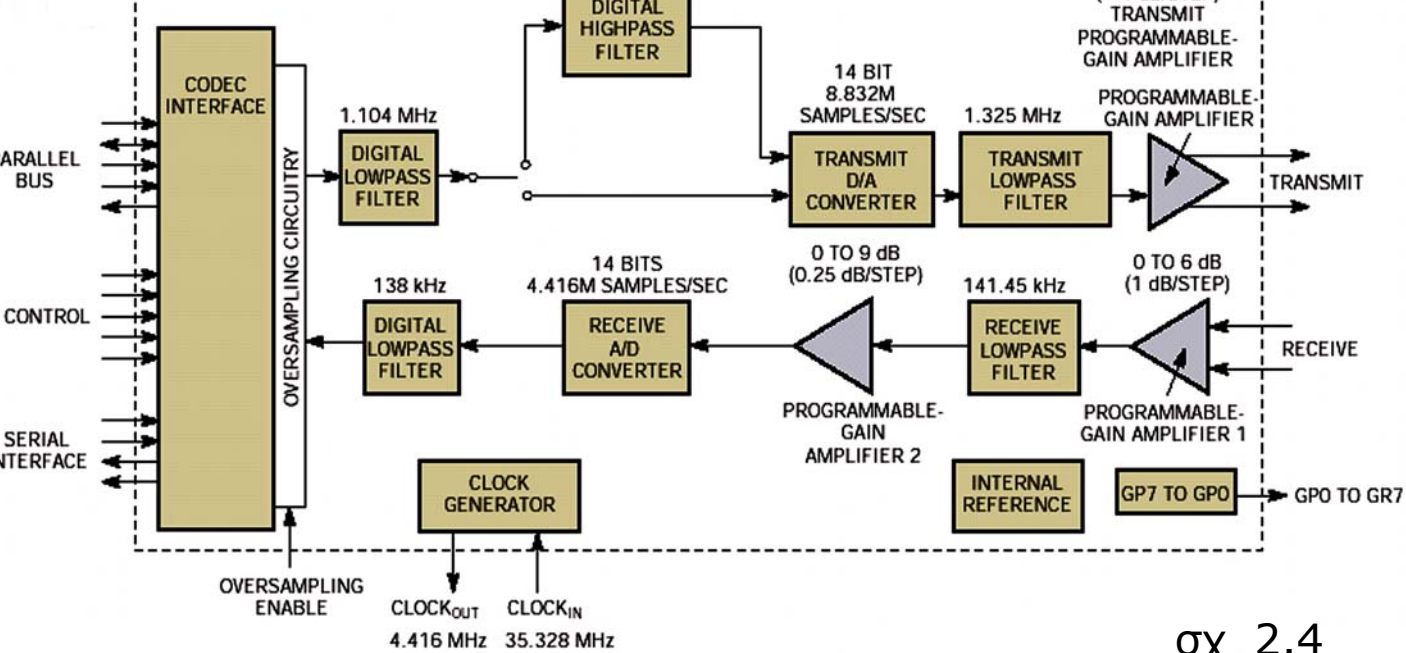 DIGITAL
HIGHPASS
FILTER
TRANSMIT
PROGRAMMABLE-
GAIN AMPLIFIER
CODEC
INTERFACE
OVERSAMPLING CIRCUITRY
1.104 MHz
DIGITAL
LOWPASS
FILTER
14 BIT
8.832M
SAMPLES/SEC
TRANSMIT
D/A
CONVERTER
1.325 MHz
TRANSMIT
LOWPASS
FILTER
PROGRAMMABLE-
GAIN AMPLIFIER
TRANSMIT
ARALLEL
BUS
CONTROL
SERIAL
NTERFACE
138 kHz
DIGITAL
LOWPASS
FILTER
14 BITS
4.416M SAMPLES/SEC
RECEIVE
A/D
CONVERTER
0 TO 9 dB
(0.25 dB/STEP)
PROGRAMMABLE-
GAIN
AMPLIFIER 2
141.45 kHz
RECEIVE
LOWPASS
FILTER
0 TO 6 dB
(1 dB/STEP)
PROGRAMMABLE-
GAIN AMPLIFIER 1
RECEIVE
CLOCK
GENERATOR
INTERNAL
REFERENCE
GP7 TO GP0
GP0 TO GR7
OVERSAMPLING
ENABLE
CLOCKOUT
4.416 MHz
CLOCKIN
35.328 MHz
σχ 2.4